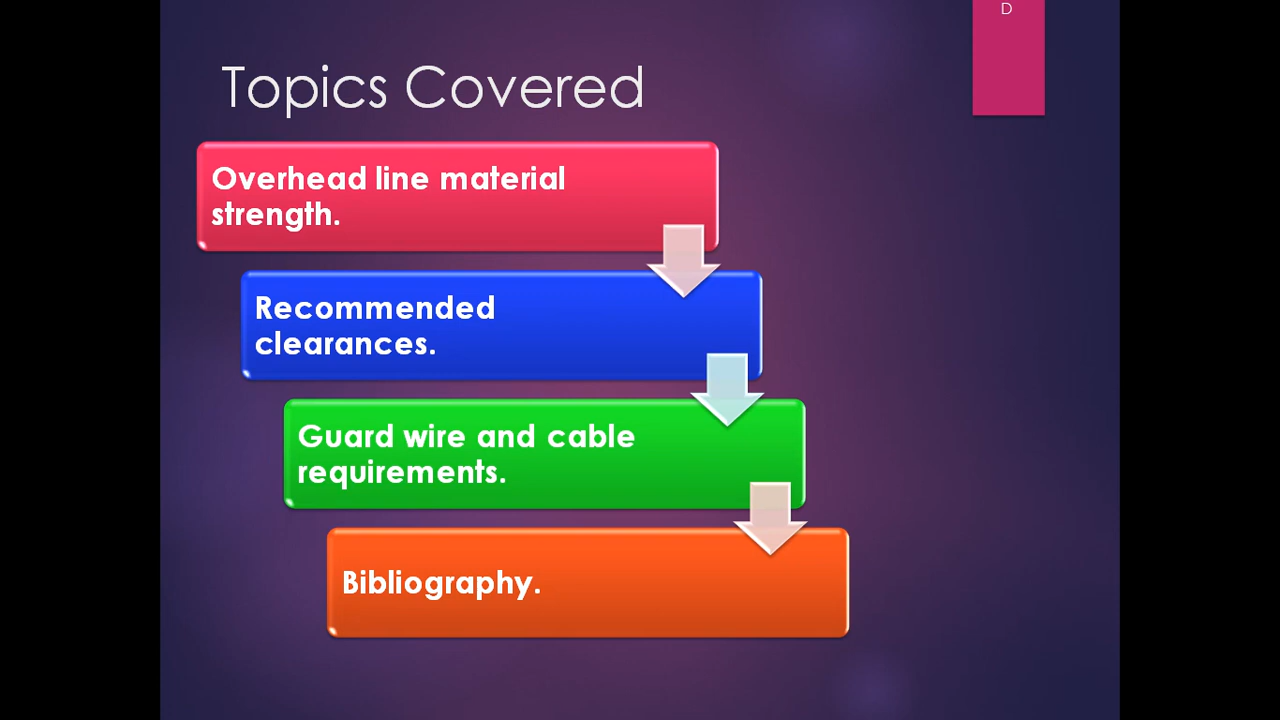 D
Topics Covered
Overhead line material
strength.
Recommended
clearances.
Guard wire and cable
requirements.
Bibliography.